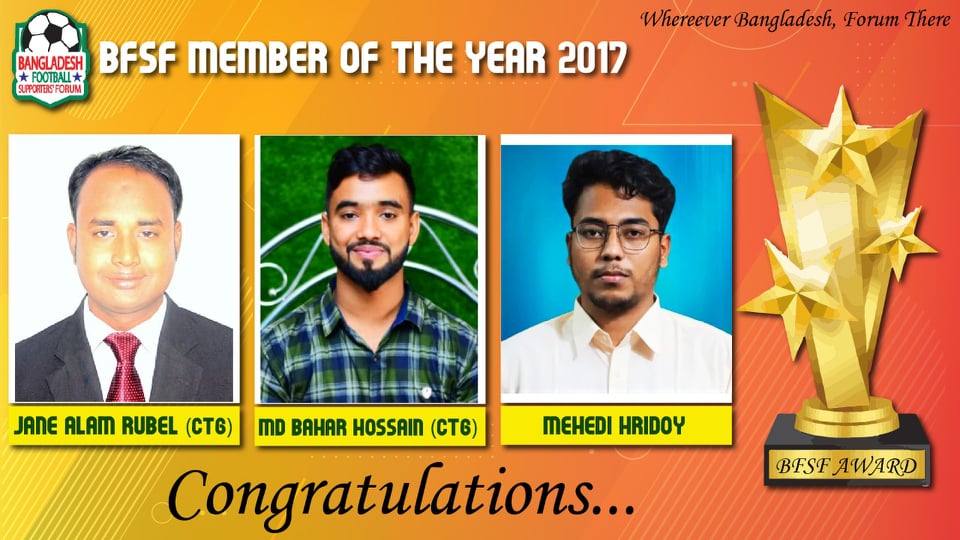 Whereever Bangladesh, Forum There
BANGLADESH
FOOTBALL
SUPPORTERS' FORUM
BFSF MEMBER OF THE YEAR 2017
JANE ALAM RUBEL (CTG)
MD BAHAR HOSSAIN (CTG)
MEHEDI HRIDOY
BFSF AWARD
Congratulations...